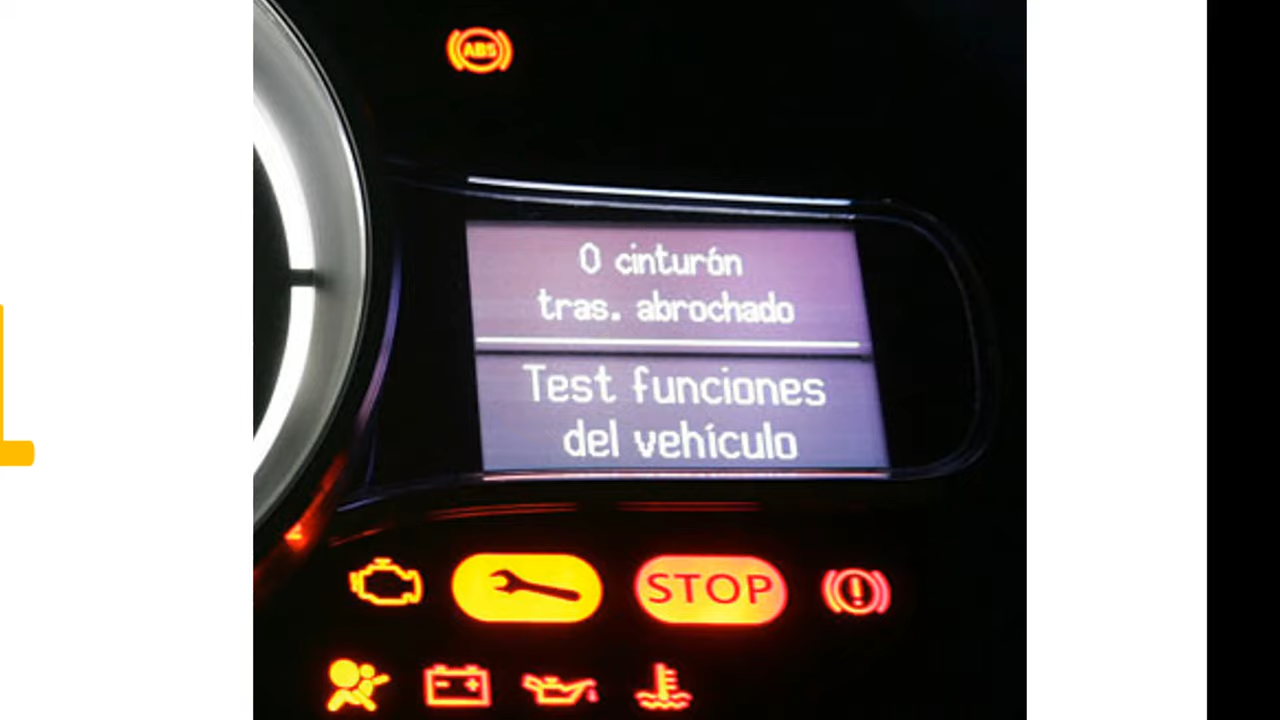 ABS
0 cinturón
tras. abrochado
Test funciones
del vehículo
STOP